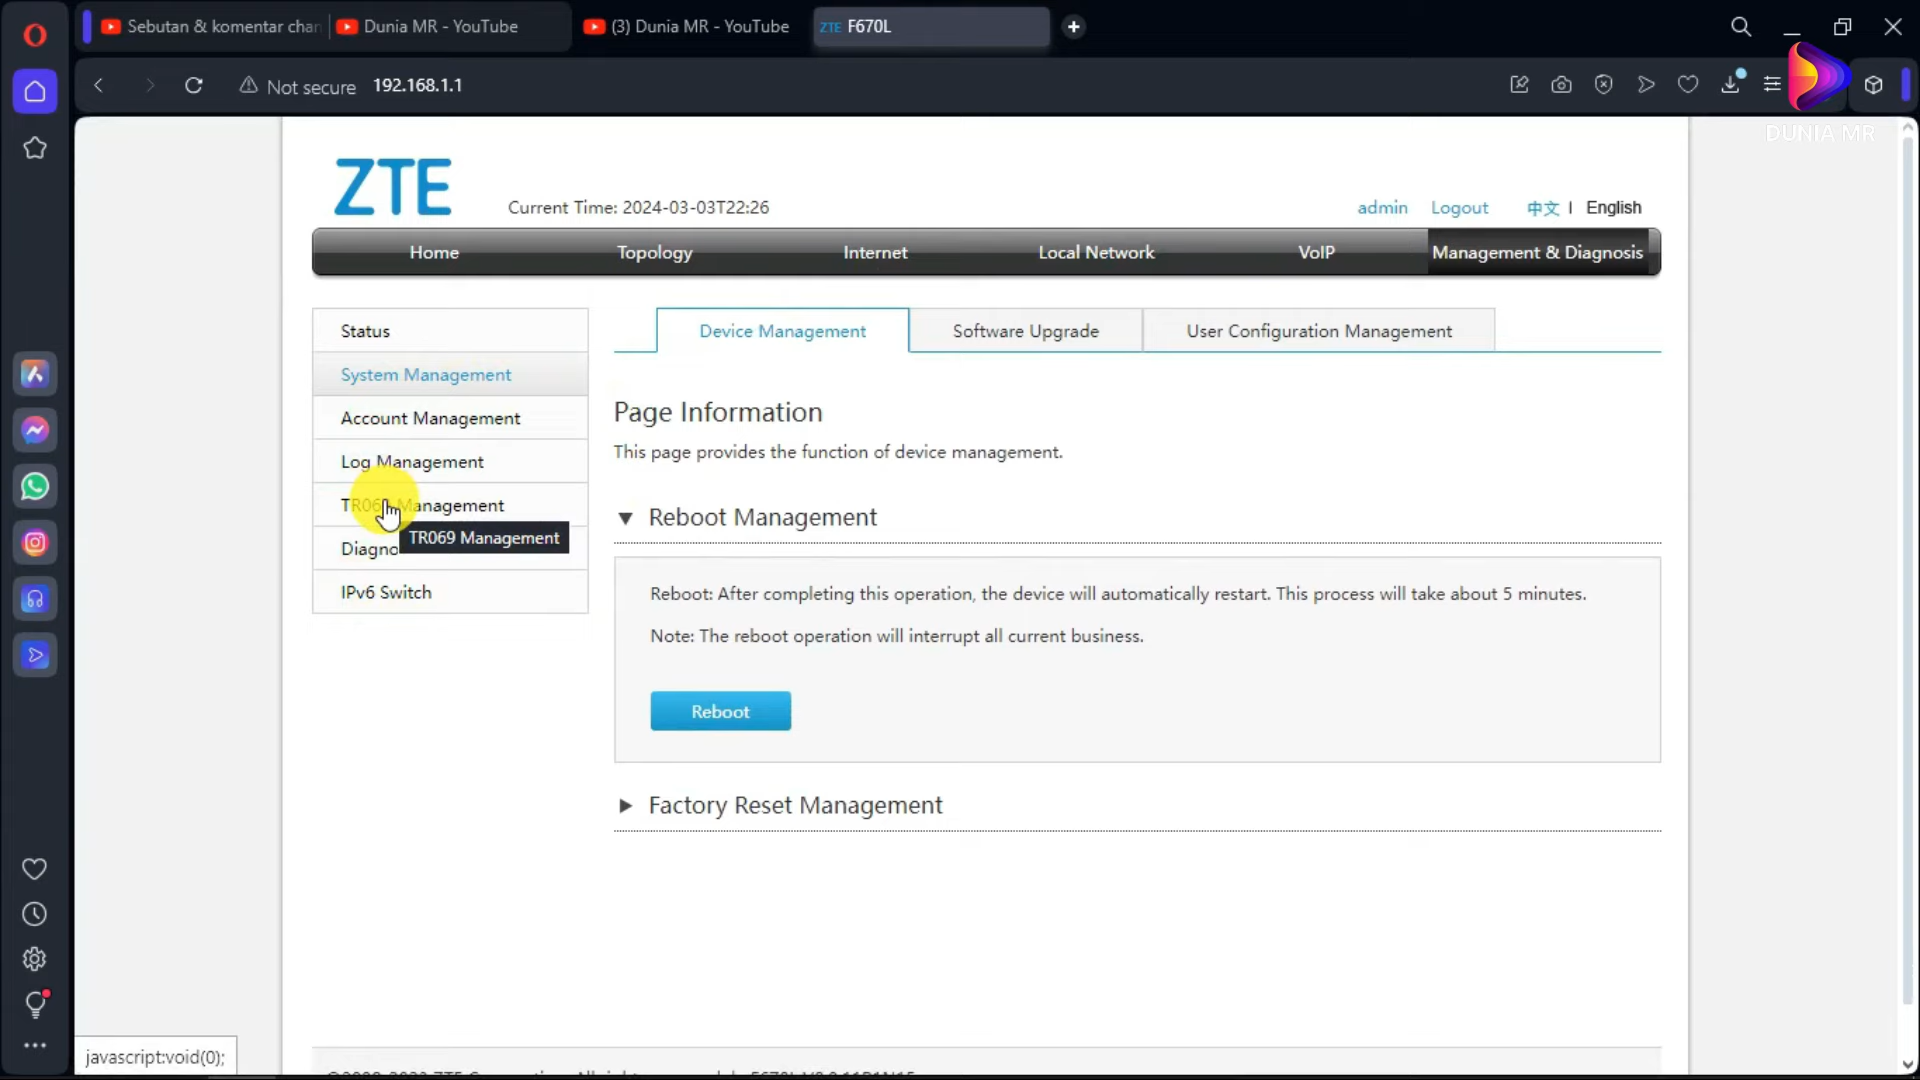 Sebutan & komentar chan
Dunia MR - YouTube
(3) Dunia MR - YouTube
ZTE F670L
Not secure 192.168.1.1
DUNIA MR
ZTE
Current Time: 2024-03-03T22:26
admin Logout 中文 | English
Home Topology Internet Local Network VoIP Management & Diagnosis
Status
System Management
Account Management
Log Management
TR069 Management
TR069 Management
Diagno
IPv6 Switch
Device Management Software Upgrade User Configuration Management
Page Information
This page provides the function of device management.
Reboot Management
Reboot: After completing this operation, the device will automatically restart. This process will take about 5 minutes.
Note: The reboot operation will interrupt all current business.
Reboot
Factory Reset Management
javascript:void(0);